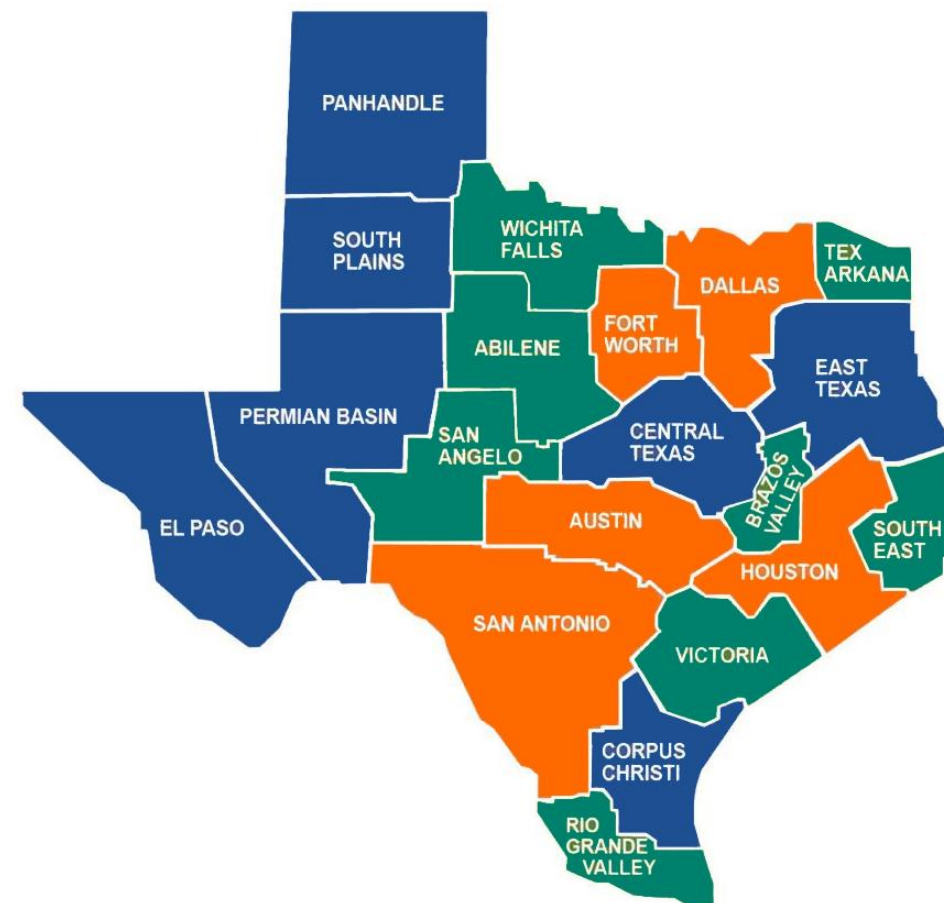 PANHANDLE
SOUTH
PLAINS
WICHITA
FALLS
TEX
ARKANA
DALLAS
FORT
WORTH
ABILENE
EAST
TEXAS
PERMIAN BASIN
SAN
ANGELO
CENTRAL
TEXAS
BRAZOS
VALLEY
EL PASO
AUSTIN
SOUTH
EAST
HOUSTON
SAN ANTONIO
VICTORIA
CORPUS
CHRISTI
RIO
GRANDE
VALLEY